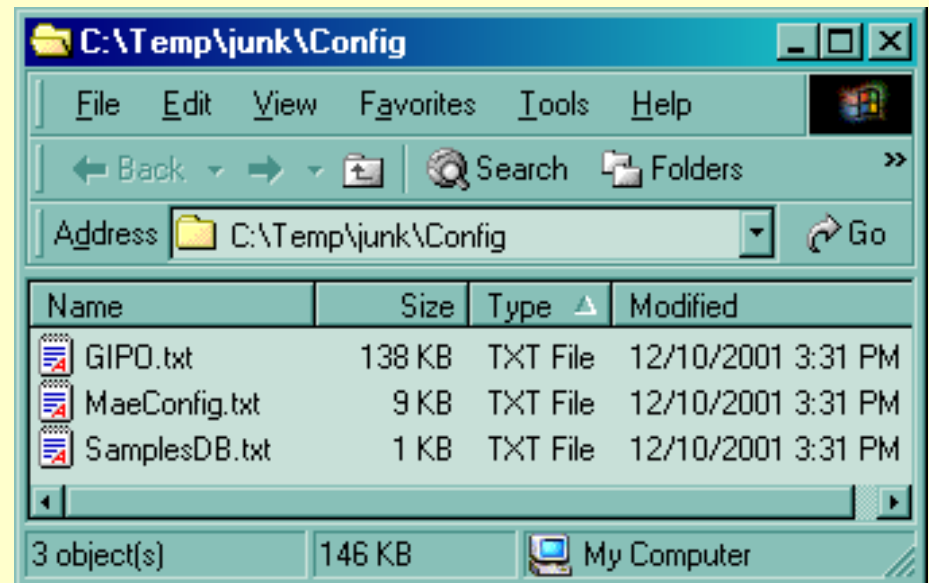 C:\Temp\junk\Config
File Edit View Favorites Tools Help
Back Search Folders »
Address C:\Temp\junk\Config Go
Name Size Type Modified
GIPO.txt 138 KB TXT File 12/10/2001 3:31 PM
MaeConfig.txt 9 KB TXT File 12/10/2001 3:31 PM
SamplesDB.txt 1 KB TXT File 12/10/2001 3:31 PM
3 object(s) 146 KB My Computer